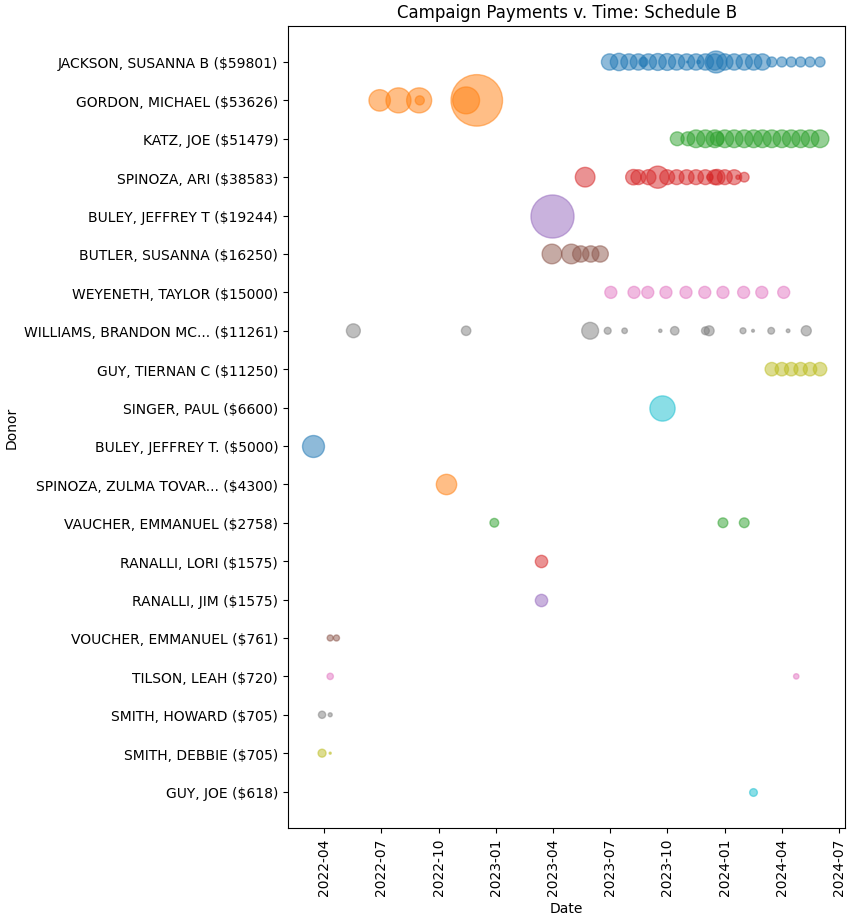 Campaign Payments v. Time: Schedule B
JACKSON, SUSANNA B ($59801)
GORDON, MICHAEL ($53626)
KATZ, JOE ($51479)
SPINOZA, ARI ($38583)
BULEY, JEFFREY T ($19244)
BUTLER, SUSANNA ($16250)
WEYENETH, TAYLOR ($15000)
WILLIAMS, BRANDON MC... ($11261)
GUY, TIERNAN C ($11250)
SINGER, PAUL ($6600)
BULEY, JEFFREY T. ($5000)
SPINOZA, ZULMA TOVAR... ($4300)
VAUCHER, EMMANUEL ($2758)
RANALLI, LORI ($1575)
RANALLI, JIM ($1575)
VOUCHER, EMMANUEL ($761)
TILSON, LEAH ($720)
SMITH, HOWARD ($705)
SMITH, DEBBIE ($705)
GUY, JOE ($618)
Donor
2022-04
2022-07
2022-10
2023-01
2023-04
2023-07
2023-10
2024-01
2024-04
2024-07
Date